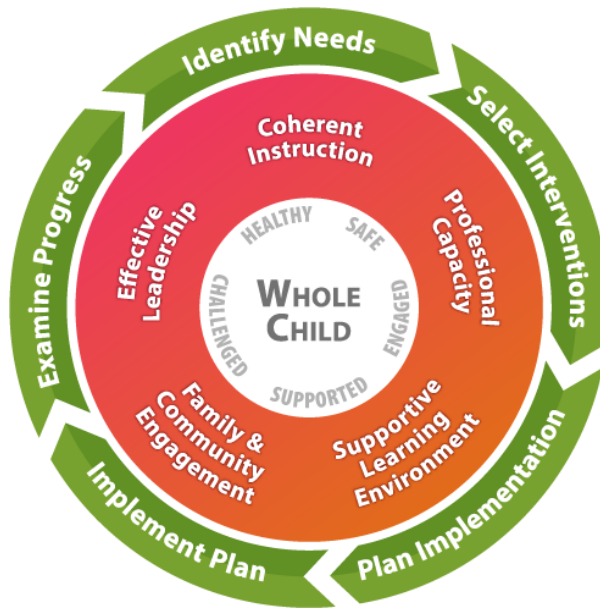 Identify Needs
Select Interventions
Plan Implementation
Implement Plan
Examine Progress
Coherent
Instruction
Professional
Capacity
Supportive
Learning
Environment
Family &
Community
Engagement
Effective
Leadership
HEALTHY
SAFE
ENGAGED
SUPPORTED
CHALLENGED
WHOLE
CHILD